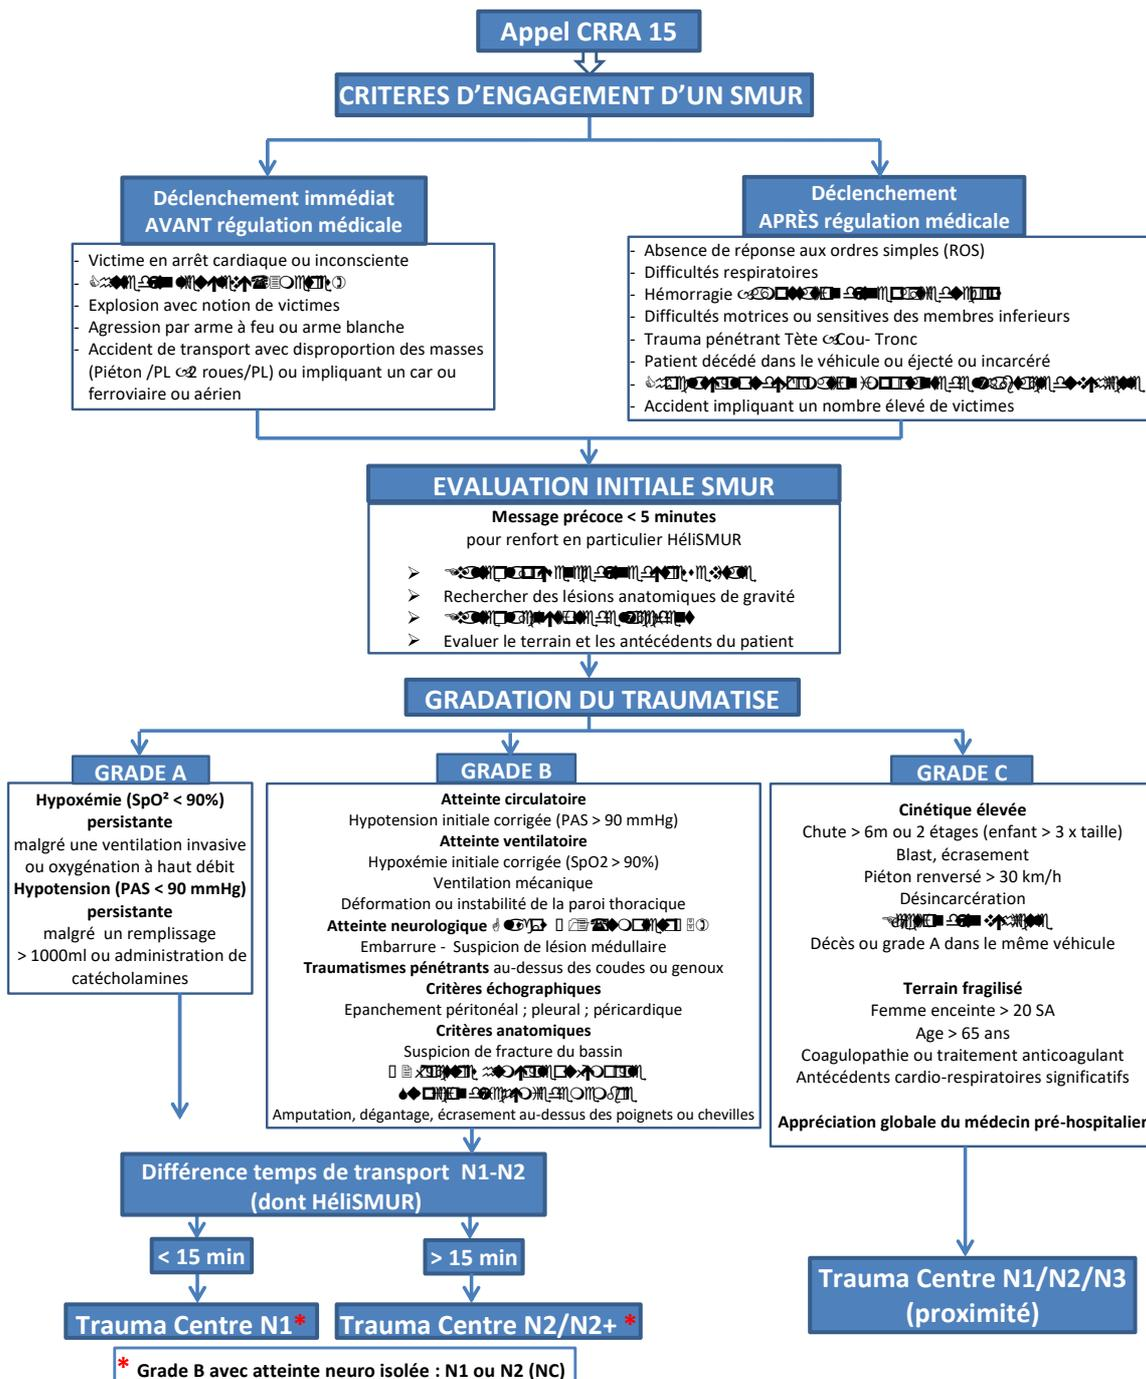 Appel CRRA 15
CRITERES D'ENGAGEMENT D'UN SMUR
Déclenchement immédiat
AVANT régulation médicale
- Victime en arrêt cardiaque ou inconsciente
-
- Explosion avec notion de victimes
- Agression par arme à feu ou arme blanche
- Accident de transport avec disproportion des masses
(Piéton /PL 2 roues/PL) ou impliquant un car ou
ferroviaire ou aérien
Déclenchement
APRÈS régulation médicale
- Absence de réponse aux ordres simples (ROS)
- Difficultés respiratoires
- Hémorragie
- Difficultés motrices ou sensitives des membres inferieurs
- Trauma pénétrant Tète Cou- Tronc
- Patient décédé dans le véhicule ou éjecté ou incarcéré
-
- Accident impliquant un nombre élevé de victimes
EVALUATION INITIALE SMUR
Message précoce < 5 minutes
pour renfort en particulier HéliSMUR
➢
➢ Rechercher des lésions anatomiques de gravité
➢
➢ Evaluer le terrain et les antécédents du patient
GRADATION DU TRAUMATISE
GRADE A
Hypoxémie (SpO² < 90%)
persistante
malgré une ventilation invasive
ou oxygénation à haut débit
Hypotension (PAS < 90 mmHg)
persistante
malgré un remplissage
> 1000ml ou administration de
catécholamines
GRADE B
Atteinte circulatoire
Hypotension initiale corrigée (PAS > 90 mmHg)
Atteinte ventilatoire
Hypoxémie initiale corrigée (SpO2 > 90%)
Ventilation mécanique
Déformation ou instabilité de la paroi thoracique
Atteinte neurologique
Embarrure - Suspicion de lésion médullaire
Traumatismes pénétrants au-dessus des coudes ou genoux
Critères échographiques
Epanchement péritonéal ; pleural ; péricardique
Critères anatomiques
Suspicion de fracture du bassin
Amputation, dégantage, écrasement au-dessus des poignets ou chevilles
GRADE C
Cinétique élevée
Chute > 6m ou 2 étages (enfant > 3 x taille)
Blast, écrasement
Piéton renversé > 30 km/h
Désincarcération
Décès ou grade A dans le même véhicule
Terrain fragilisé
Femme enceinte > 20 SA
Age > 65 ans
Coagulopathie ou traitement anticoagulant
Antécédents cardio-respiratoires significatifs
Appréciation globale du médecin pré-hospitalier
Différence temps de transport N1-N2
(dont HéliSMUR)
< 15 min
> 15 min
Trauma Centre N1*
Trauma Centre N2/N2+ *
Trauma Centre N1/N2/N3
(proximité)
* Grade B avec atteinte neuro isolée : N1 ou N2 (NC)